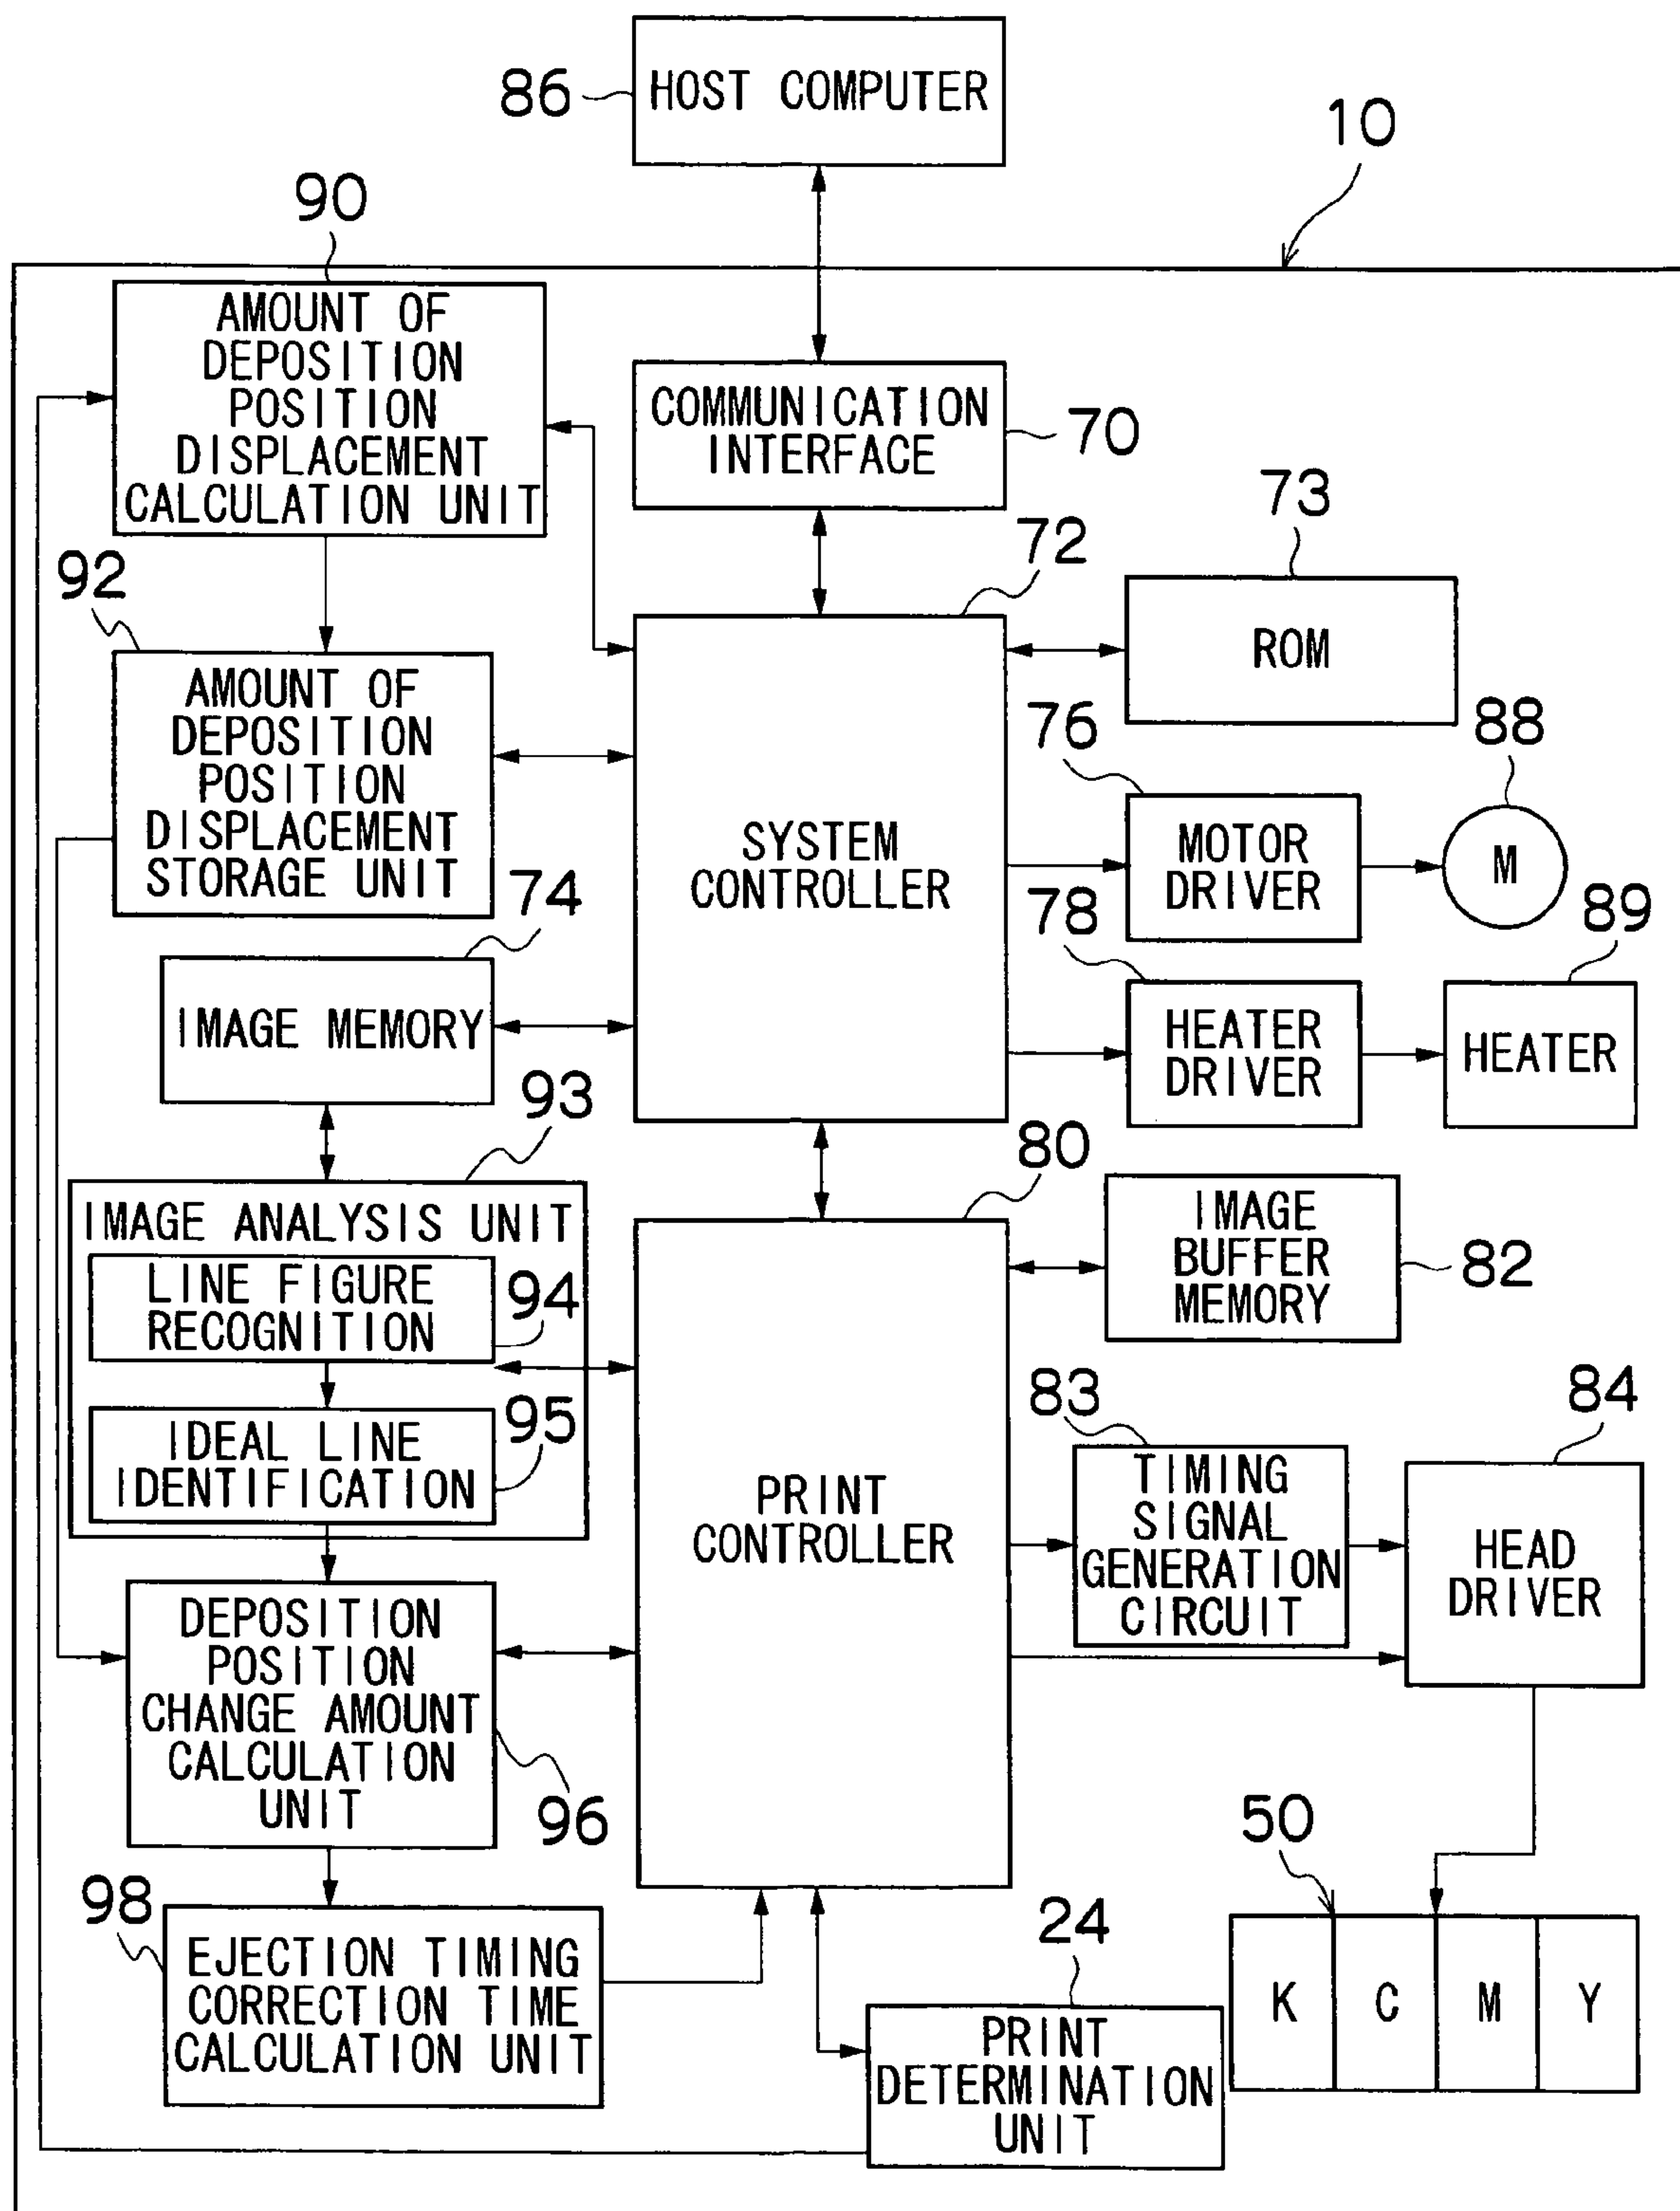 86
HOST COMPUTER
10
90
AMOUNT OF
DEPOSITION
POSITION
DISPLACEMENT
CALCULATION UNIT
COMMUNICATION
INTERFACE
70
73
ROM
72
92
AMOUNT OF
DEPOSITION
POSITION
DISPLACEMENT
STORAGE UNIT
SYSTEM
CONTROLLER
76
MOTOR
DRIVER
88
M
74
IMAGE MEMORY
78
HEATER
DRIVER
89
HEATER
93
IMAGE ANALYSIS UNIT
LINE FIGURE
RECOGNITION
94
IDEAL LINE
IDENTIFICATION
95
80
PRINT
CONTROLLER
IMAGE
BUFFER
MEMORY
82
83
TIMING
SIGNAL
GENERATION
CIRCUIT
84
HEAD
DRIVER
DEPOSITION
POSITION
CHANGE AMOUNT
CALCULATION
UNIT
96
98
EJECTION TIMING
CORRECTION TIME
CALCULATION UNIT
24
PRINT
DETERMINATION
UNIT
50
K C M Y